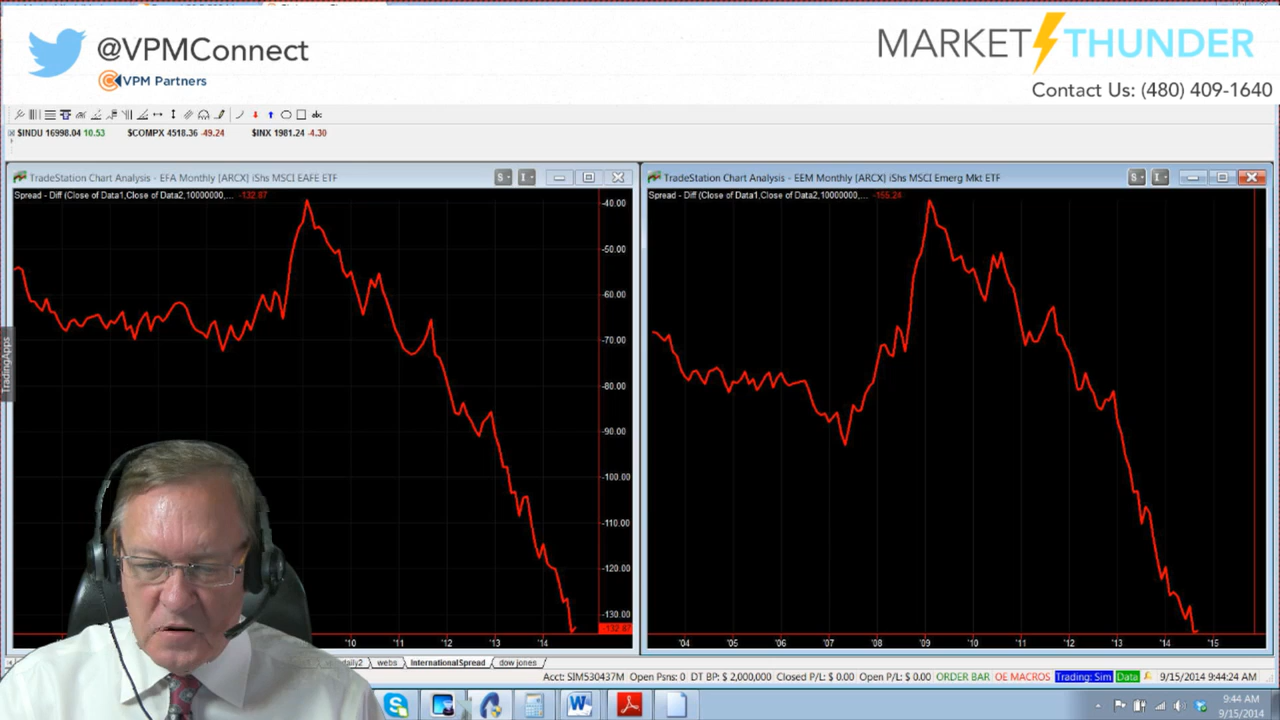 @VPMConnect
VPM Partners
MARKET THUNDER
Contact Us: (480) 409-1640
abc
$INDU 16998.04 10.53 $COMPX 4518.36 -49.24 $INX 1981.24 -4.30
TradingApps
TradeStation Chart Analysis - EFA Monthly [ARCX] iShs MSCI EAFE ETF
S I
Spread - Diff (Close of Data1,Close of Data2,10000000,... -132.87
-40.00
-50.00
-60.00
-70.00
-80.00
-90.00
-100.00
-110.00
-120.00
-130.00
-132.87
'10 '11 '12 '13 '14
TradeStation Chart Analysis - EEM Monthly [ARCX] iShs MSCI Emerg Mkt ETF
S I
Spread - Diff (Close of Data1,Close of Data2,10000000,... -155.24
'04 '05 '06 '07 '08 '09 '10 '11 '12 '13 '14 '15
webs InternationalSpread dow jones
Acct: SIM530437M Open Psns: 0 DT BP: $ 2,000,000 Closed P/L: $ 0.00 Open P/L: $ 0.00 ORDER BAR OE MACROS Trading: Sim Data 9/15/2014 9:44:24 AM
9:44 AM
9/15/2014